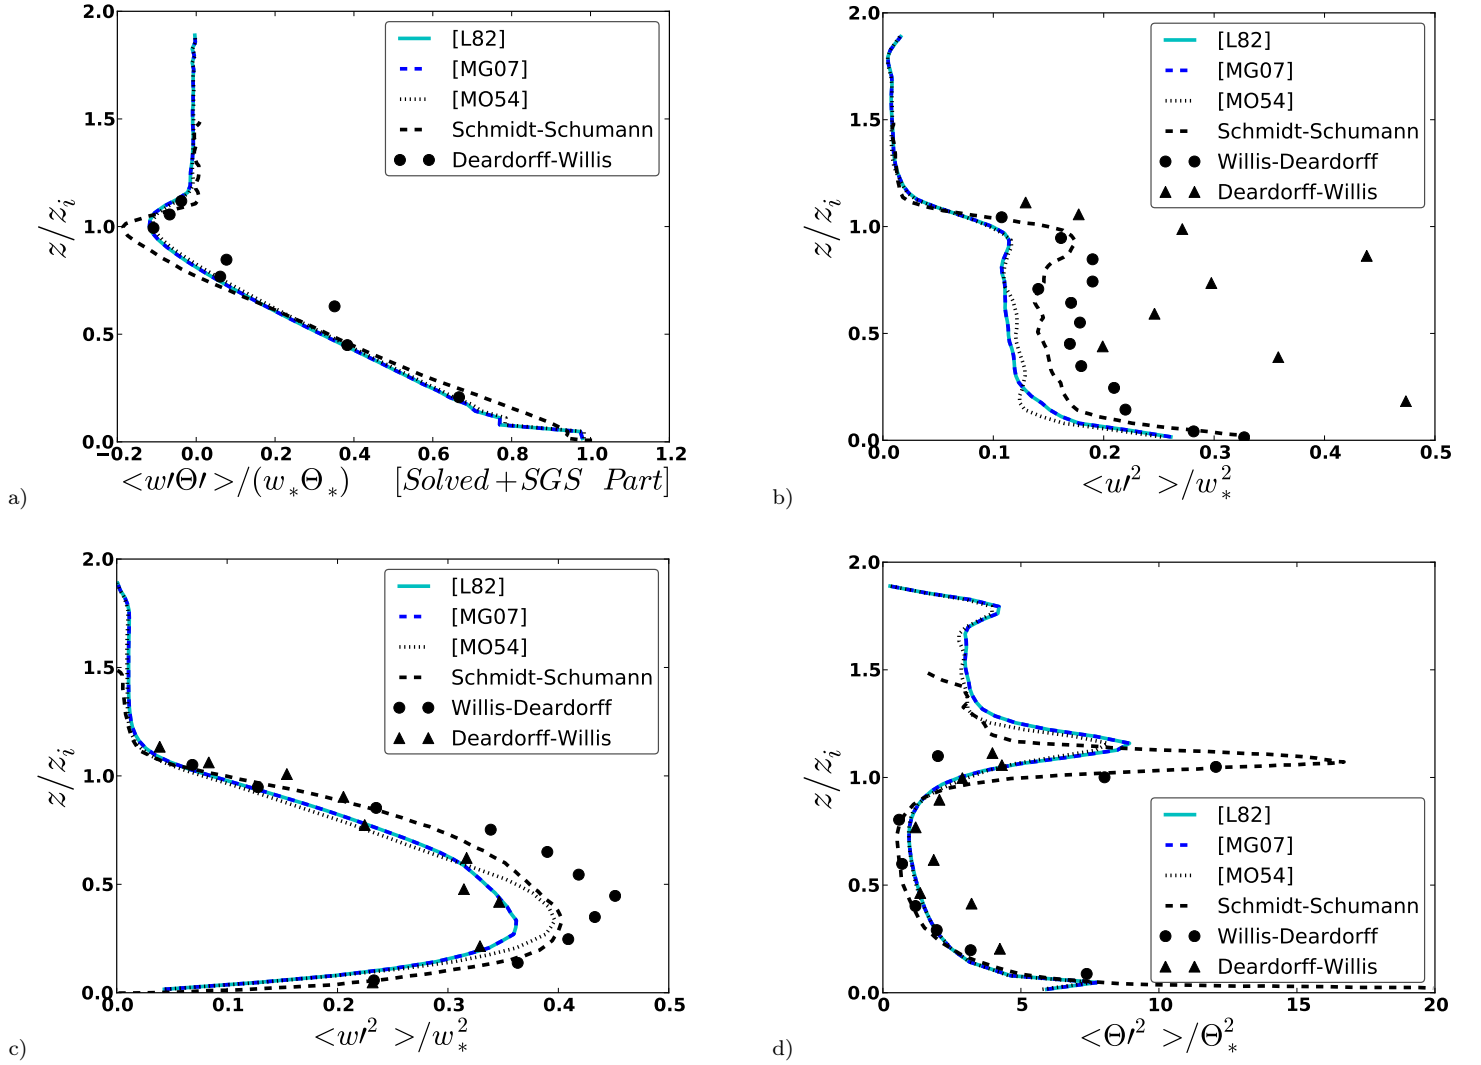 2.0
1.5
1.0
0.5
0.0
z/z_i
−0.2 0.0 0.2 0.4 0.6 0.8 1.0 1.2
<w′Θ′>/(w_*Θ_*) [Solved+SGS Part]
[L82]
[MG07]
[MO54]
Schmidt-Schumann
Deardorff-Willis
a)
2.0
1.5
1.0
0.5
0.0
z/z_i
0.0 0.1 0.2 0.3 0.4 0.5
<u′² >/w_*²
[L82]
[MG07]
[MO54]
Schmidt-Schumann
Willis-Deardorff
Deardorff-Willis
b)
2.0
1.5
1.0
0.5
0.0
z/z_i
0.0 0.1 0.2 0.3 0.4 0.5
<w′² >/w_*²
[L82]
[MG07]
[MO54]
Schmidt-Schumann
Willis-Deardorff
Deardorff-Willis
c)
2.0
1.5
1.0
0.5
0.0
z/z_i
0 5 10 15 20
<Θ′² >/Θ_*²
[L82]
[MG07]
[MO54]
Schmidt-Schumann
Willis-Deardorff
Deardorff-Willis
d)